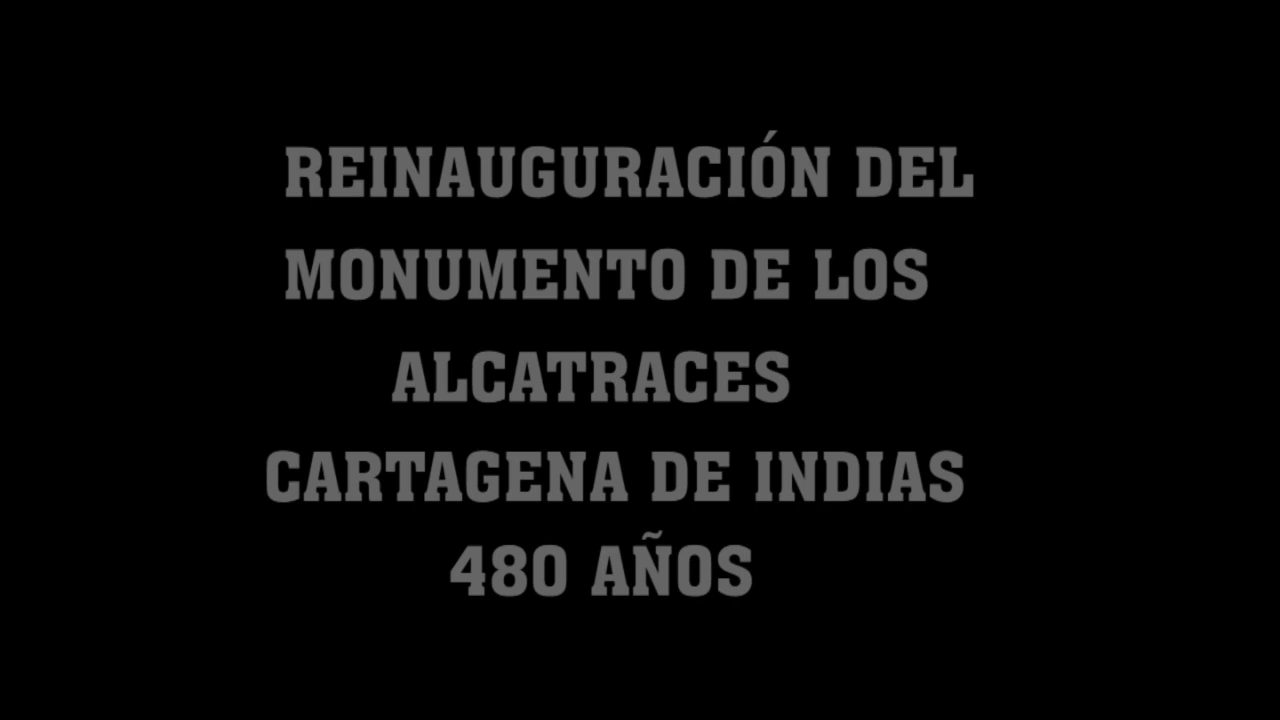 REINAUGURACIÓN DEL
MONUMENTO DE LOS
ALCATRACES
CARTAGENA DE INDIAS
480 AÑOS